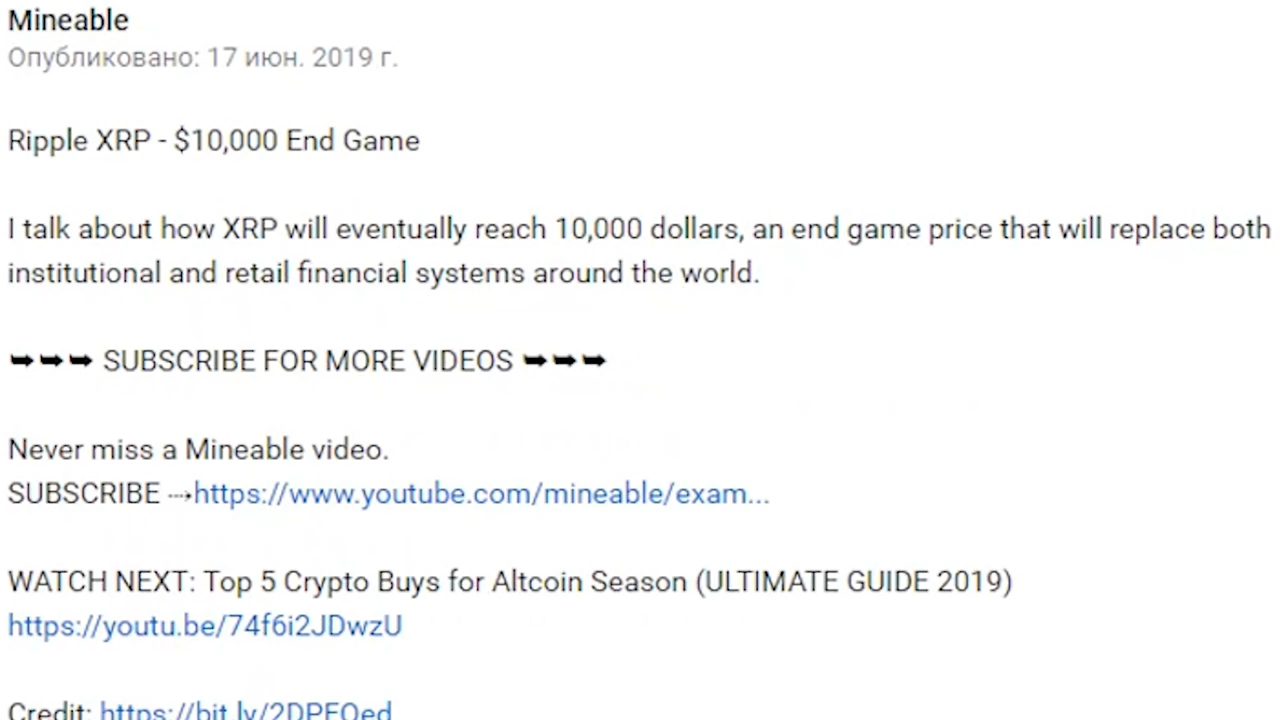 Mineable
Опубликовано: 17 июн. 2019 г.
Ripple XRP - $10,000 End Game
I talk about how XRP will eventually reach 10,000 dollars, an end game price that will replace both
institutional and retail financial systems around the world.
➥➥➥ SUBSCRIBE FOR MORE VIDEOS ➥➥➥
Never miss a Mineable video.
SUBSCRIBE ⤏https://www.youtube.com/mineable/exam...
WATCH NEXT: Top 5 Crypto Buys for Altcoin Season (ULTIMATE GUIDE 2019)
https://youtu.be/74f6i2JDwzU
Credit: